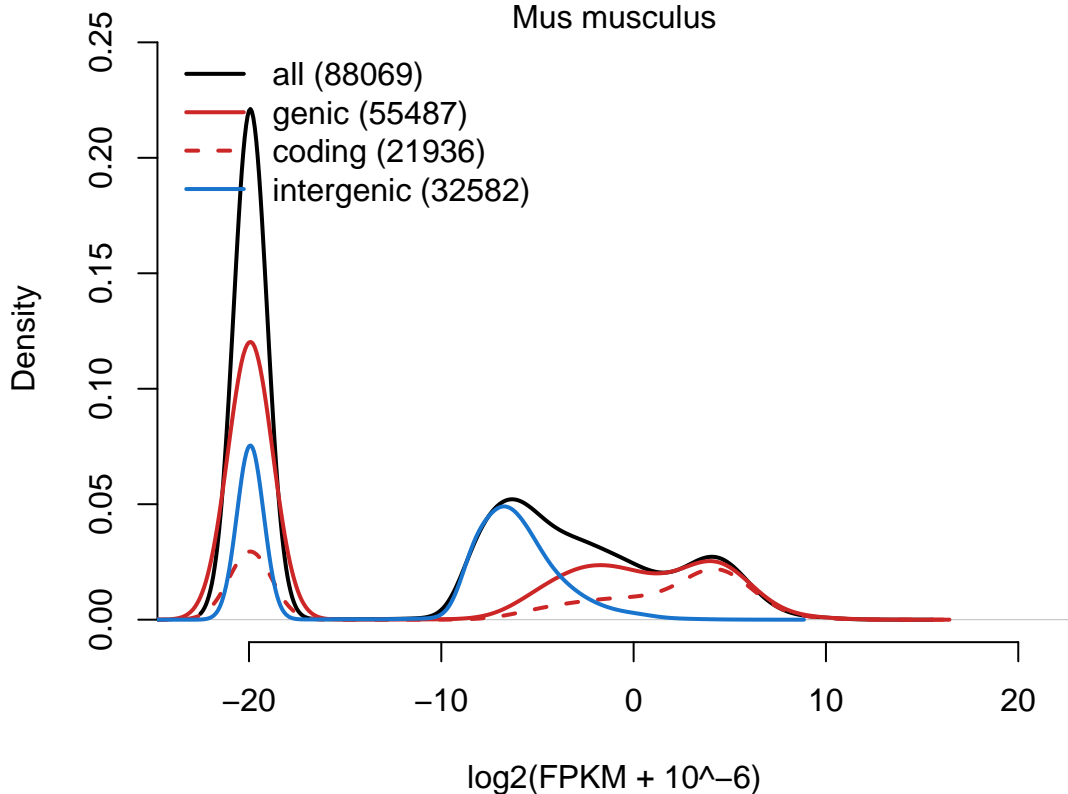 Mus musculus
all (88069)
genic (55487)
coding (21936)
intergenic (32582)
Density
0.25
0.20
0.15
0.10
0.05
0.00
−20
−10
0
10
20
log2(FPKM + 10^−6)